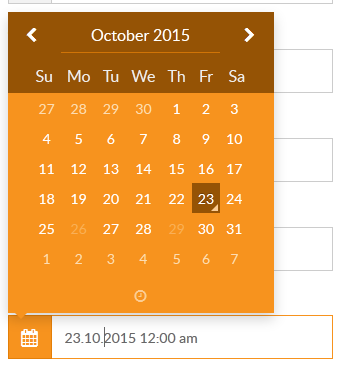 October 2015
Su Mo Tu We Th Fr Sa
27 28 29 30 1 2 3
4 5 6 7 8 9 10
11 12 13 14 15 16 17
18 19 20 21 22 23 24
25 26 27 28 29 30 31
1 2 3 4 5 6 7
23.10.2015 12:00 am